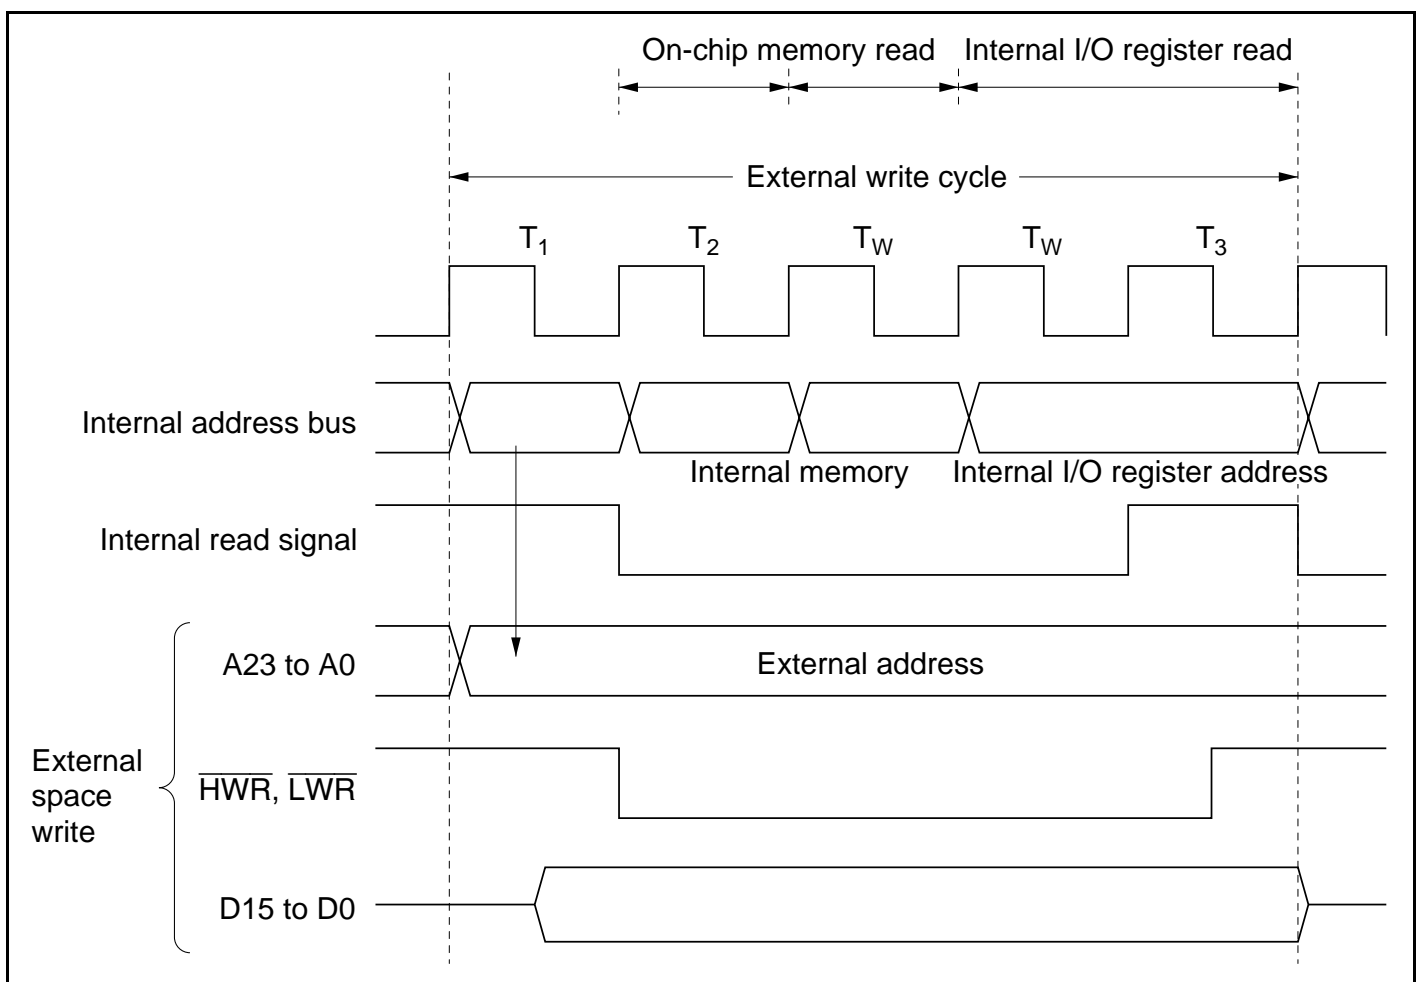 On-chip memory read Internal I/O register read
External write cycle
T1 T2 TW TW T3
Internal address bus
Internal memory Internal I/O register address
Internal read signal
A23 to A0 External address
External
space
write
HWR, LWR
D15 to D0